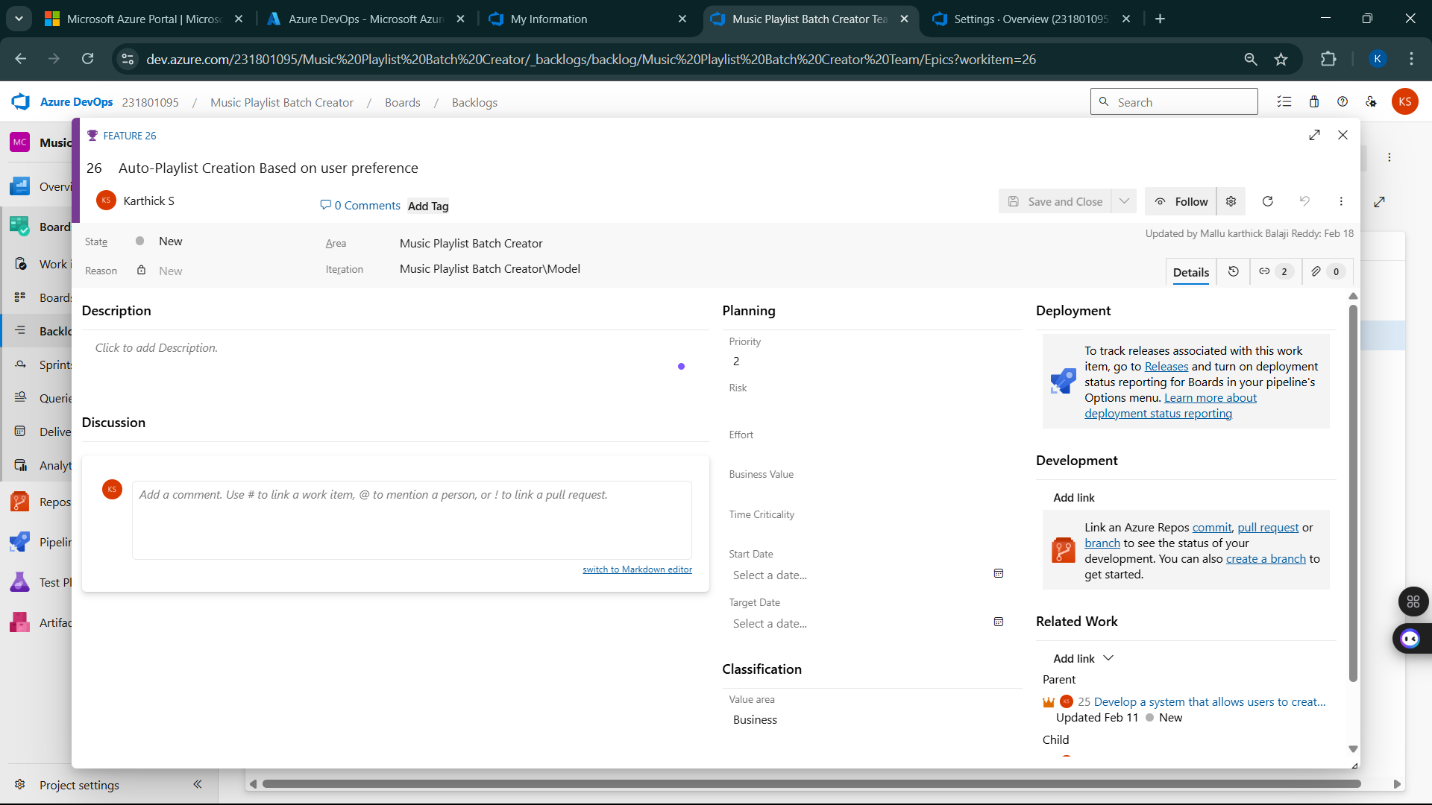 Microsoft Azure Portal | Micros
Azure DevOps - Microsoft Azur
My Information
Music Playlist Batch Creator Tea
Settings · Overview (231801095
dev.azure.com/231801095/Music%20Playlist%20Batch%20Creator/_backlogs/backlog/Music%20Playlist%20Batch%20Creator%20Team/Epics?workitem=26
K
Azure DevOps 231801095 / Music Playlist Batch Creator / Boards / Backlogs
Search
KS
MC Music
Overvi
Board
Work i
Board
Backlo
Sprint
Querie
Delive
Analyt
Repos
Pipelin
Test Pl
Artifac
Project settings
FEATURE 26
26 Auto-Playlist Creation Based on user preference
KS Karthick S
0 Comments
Add Tag
Save and Close
Follow
State New
Area Music Playlist Batch Creator
Updated by Mallu karthick Balaji Reddy: Feb 18
Reason New
Iteration Music Playlist Batch Creator\Model
Details
2
0
Description
Click to add Description.
Discussion
KS
Add a comment. Use # to link a work item, @ to mention a person, or ! to link a pull request.
switch to Markdown editor
Planning
Priority
2
Risk
Effort
Business Value
Time Criticality
Start Date
Select a date...
Target Date
Select a date...
Classification
Value area
Business
Deployment
To track releases associated with this work
item, go to Releases and turn on deployment
status reporting for Boards in your pipeline's
Options menu. Learn more about
deployment status reporting
Development
Add link
Link an Azure Repos commit, pull request or
branch to see the status of your
development. You can also create a branch to
get started.
Related Work
Add link
Parent
KS 25 Develop a system that allows users to creat...
Updated Feb 11 New
Child